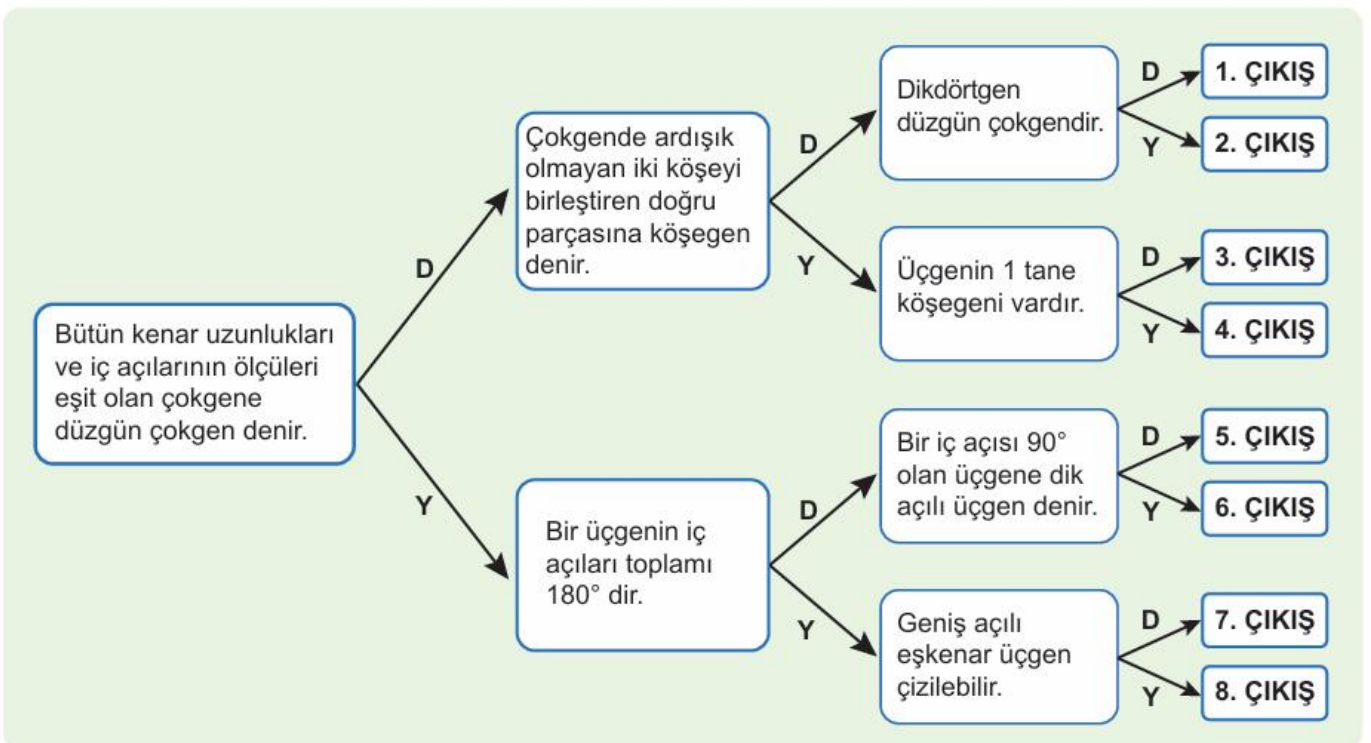 Bütün kenar uzunlukları
ve iç açılarının ölçüleri
eşit olan çokgene
düzgün çokgen denir.
D
Y
Çokgende ardışık
olmayan iki köşeyi
birleştiren doğru
parçasına köşegen
denir.
D
Y
Bir üçgenin iç
açıları toplamı
180° dir.
D
Y
Dikdörtgen
düzgün çokgendir.
D
Y
1. ÇIKIŞ
2. ÇIKIŞ
Üçgenin 1 tane
köşegeni vardır.
D
Y
3. ÇIKIŞ
4. ÇIKIŞ
Bir iç açısı 90°
olan üçgene dik
açılı üçgen denir.
D
Y
5. ÇIKIŞ
6. ÇIKIŞ
Geniş açılı
eşkenar üçgen
çizilebilir.
D
Y
7. ÇIKIŞ
8. ÇIKIŞ